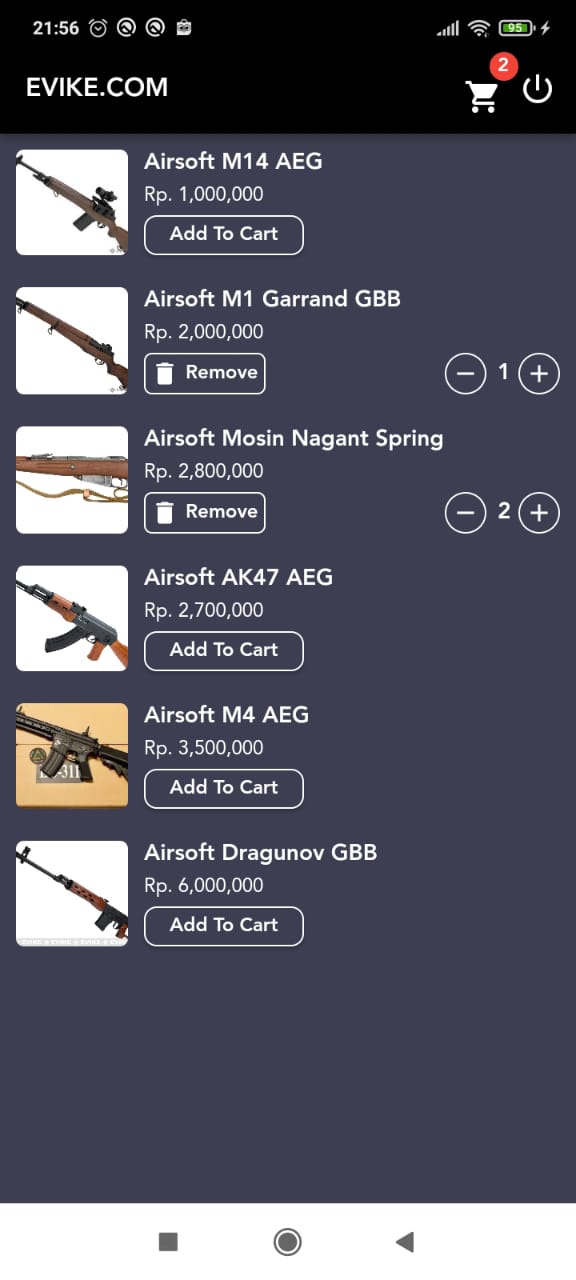 21:56
95
EVIKE.COM
2
Airsoft M14 AEG
Rp. 1,000,000
Add To Cart
Airsoft M1 Garrand GBB
Rp. 2,000,000
Remove
1
Airsoft Mosin Nagant Spring
Rp. 2,800,000
Remove
2
Airsoft AK47 AEG
Rp. 2,700,000
Add To Cart
Airsoft M4 AEG
Rp. 3,500,000
Add To Cart
Airsoft Dragunov GBB
Rp. 6,000,000
Add To Cart